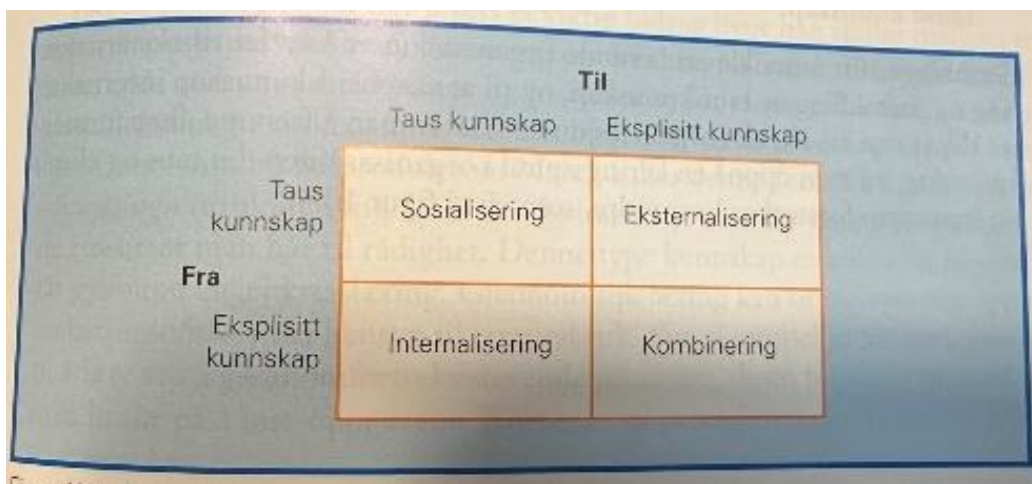 Til
Taus kunnskap Eksplisitt kunnskap
Taus
kunnskap
Sosialisering Eksternalisering
Fra
Eksplisitt
kunnskap
Internalisering Kombinering